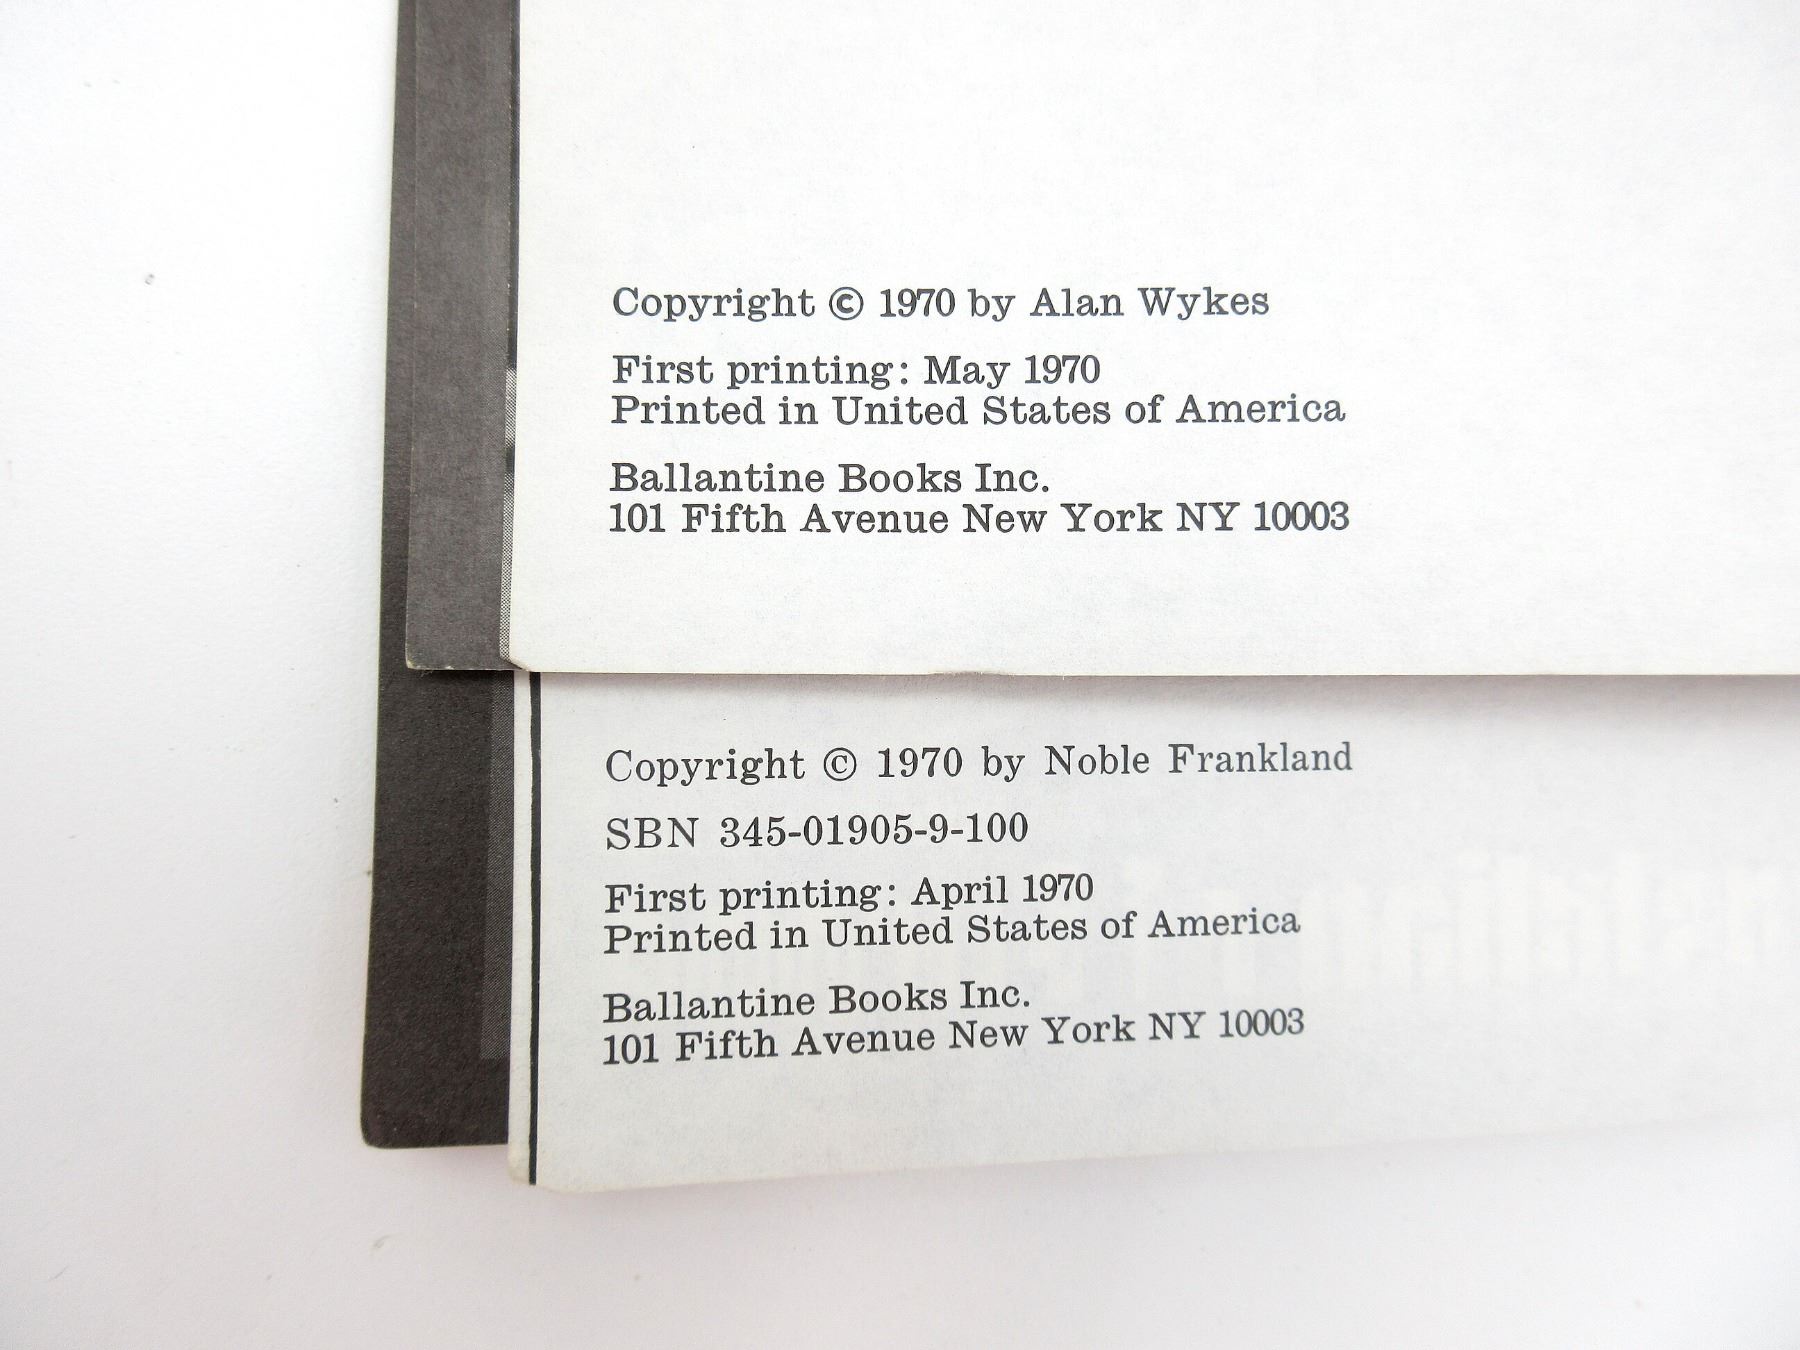 Copyright © 1970 by Alan Wykes
First printing: May 1970
Printed in United States of America
Ballantine Books Inc.
101 Fifth Avenue New York NY 10003
Copyright © 1970 by Noble Frankland
SBN 345-01905-9-100
First printing: April 1970
Printed in United States of America
Ballantine Books Inc.
101 Fifth Avenue New York NY 10003